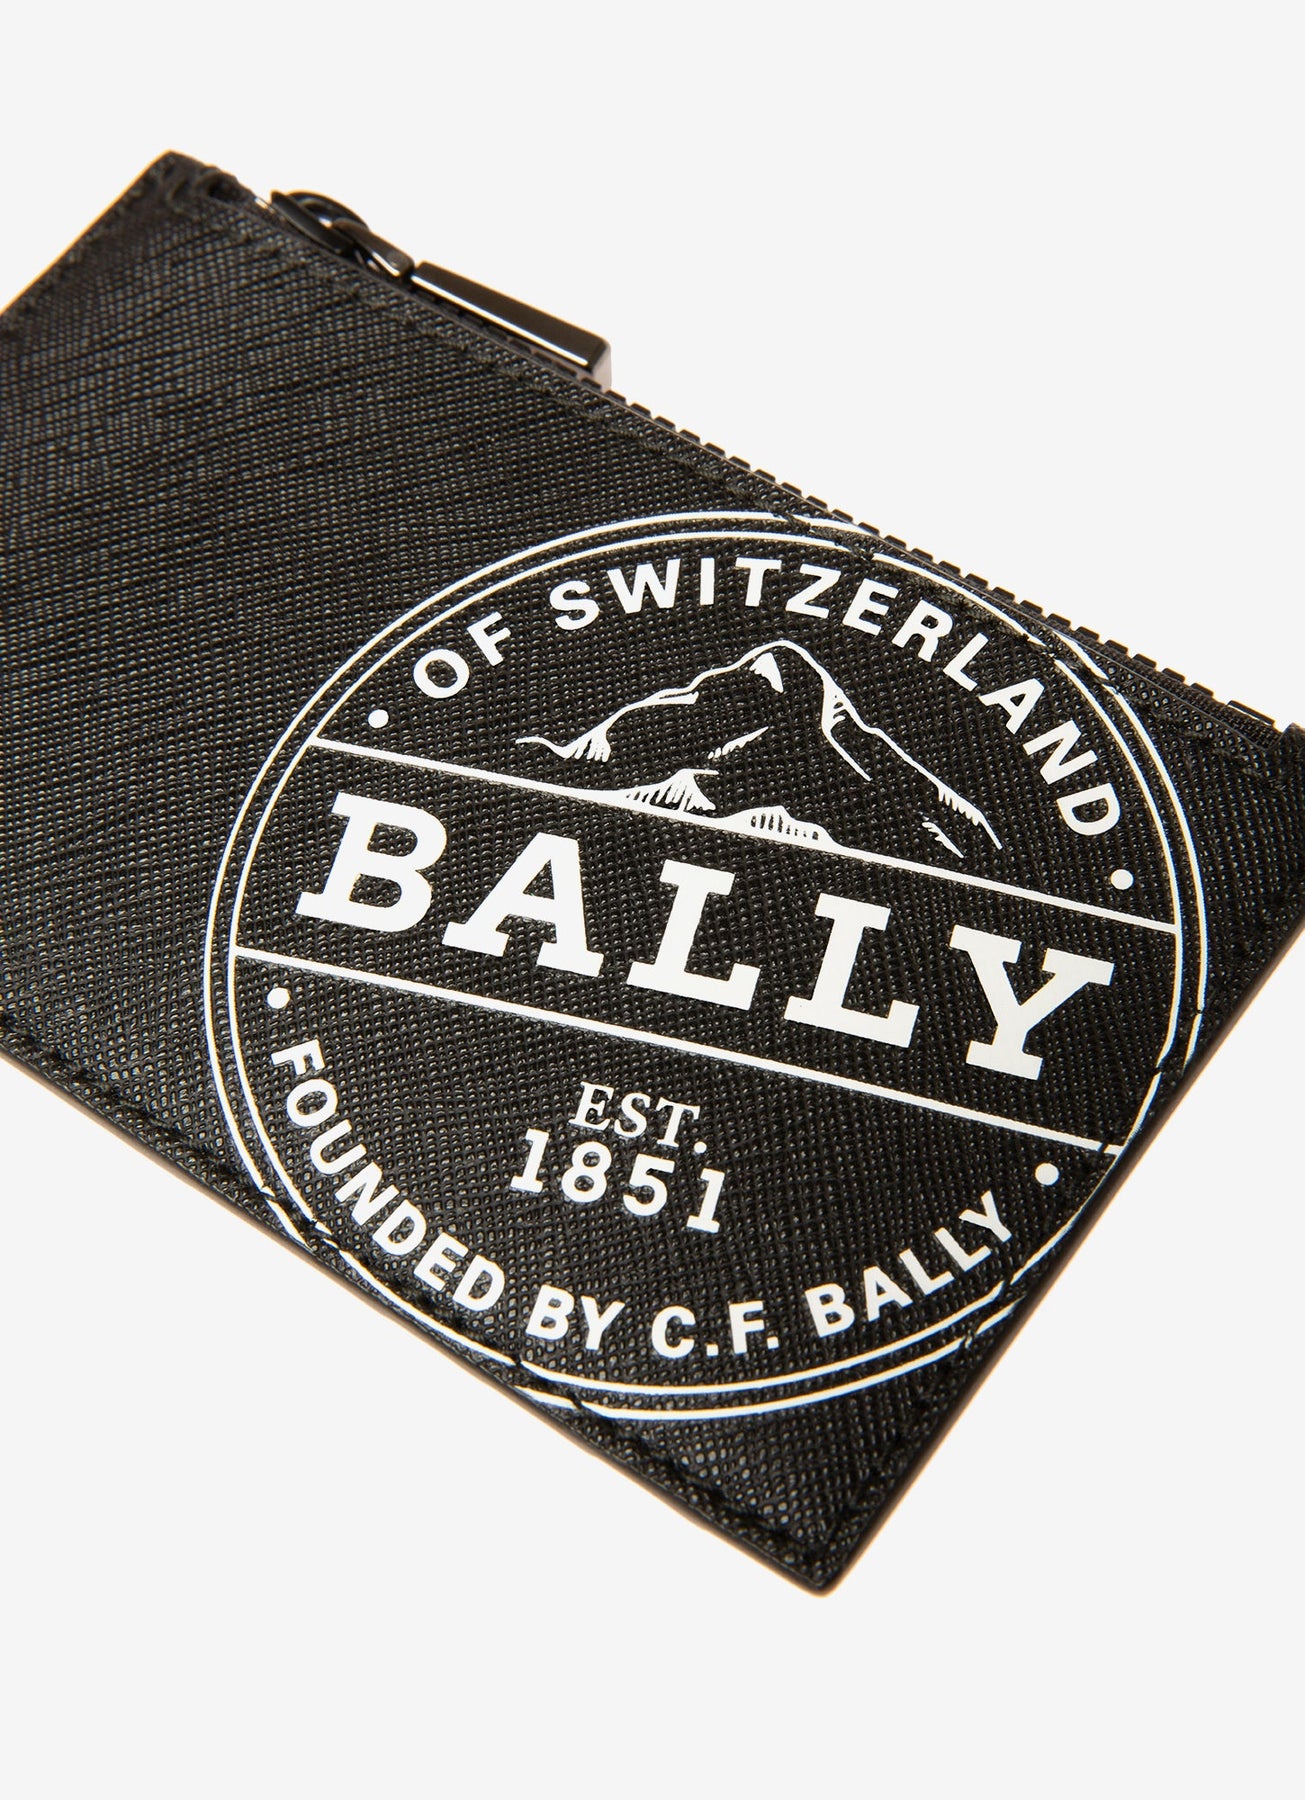 OF SWITZERLAND
BALLY
EST.
1851
FOUNDED BY C.F. BALLY